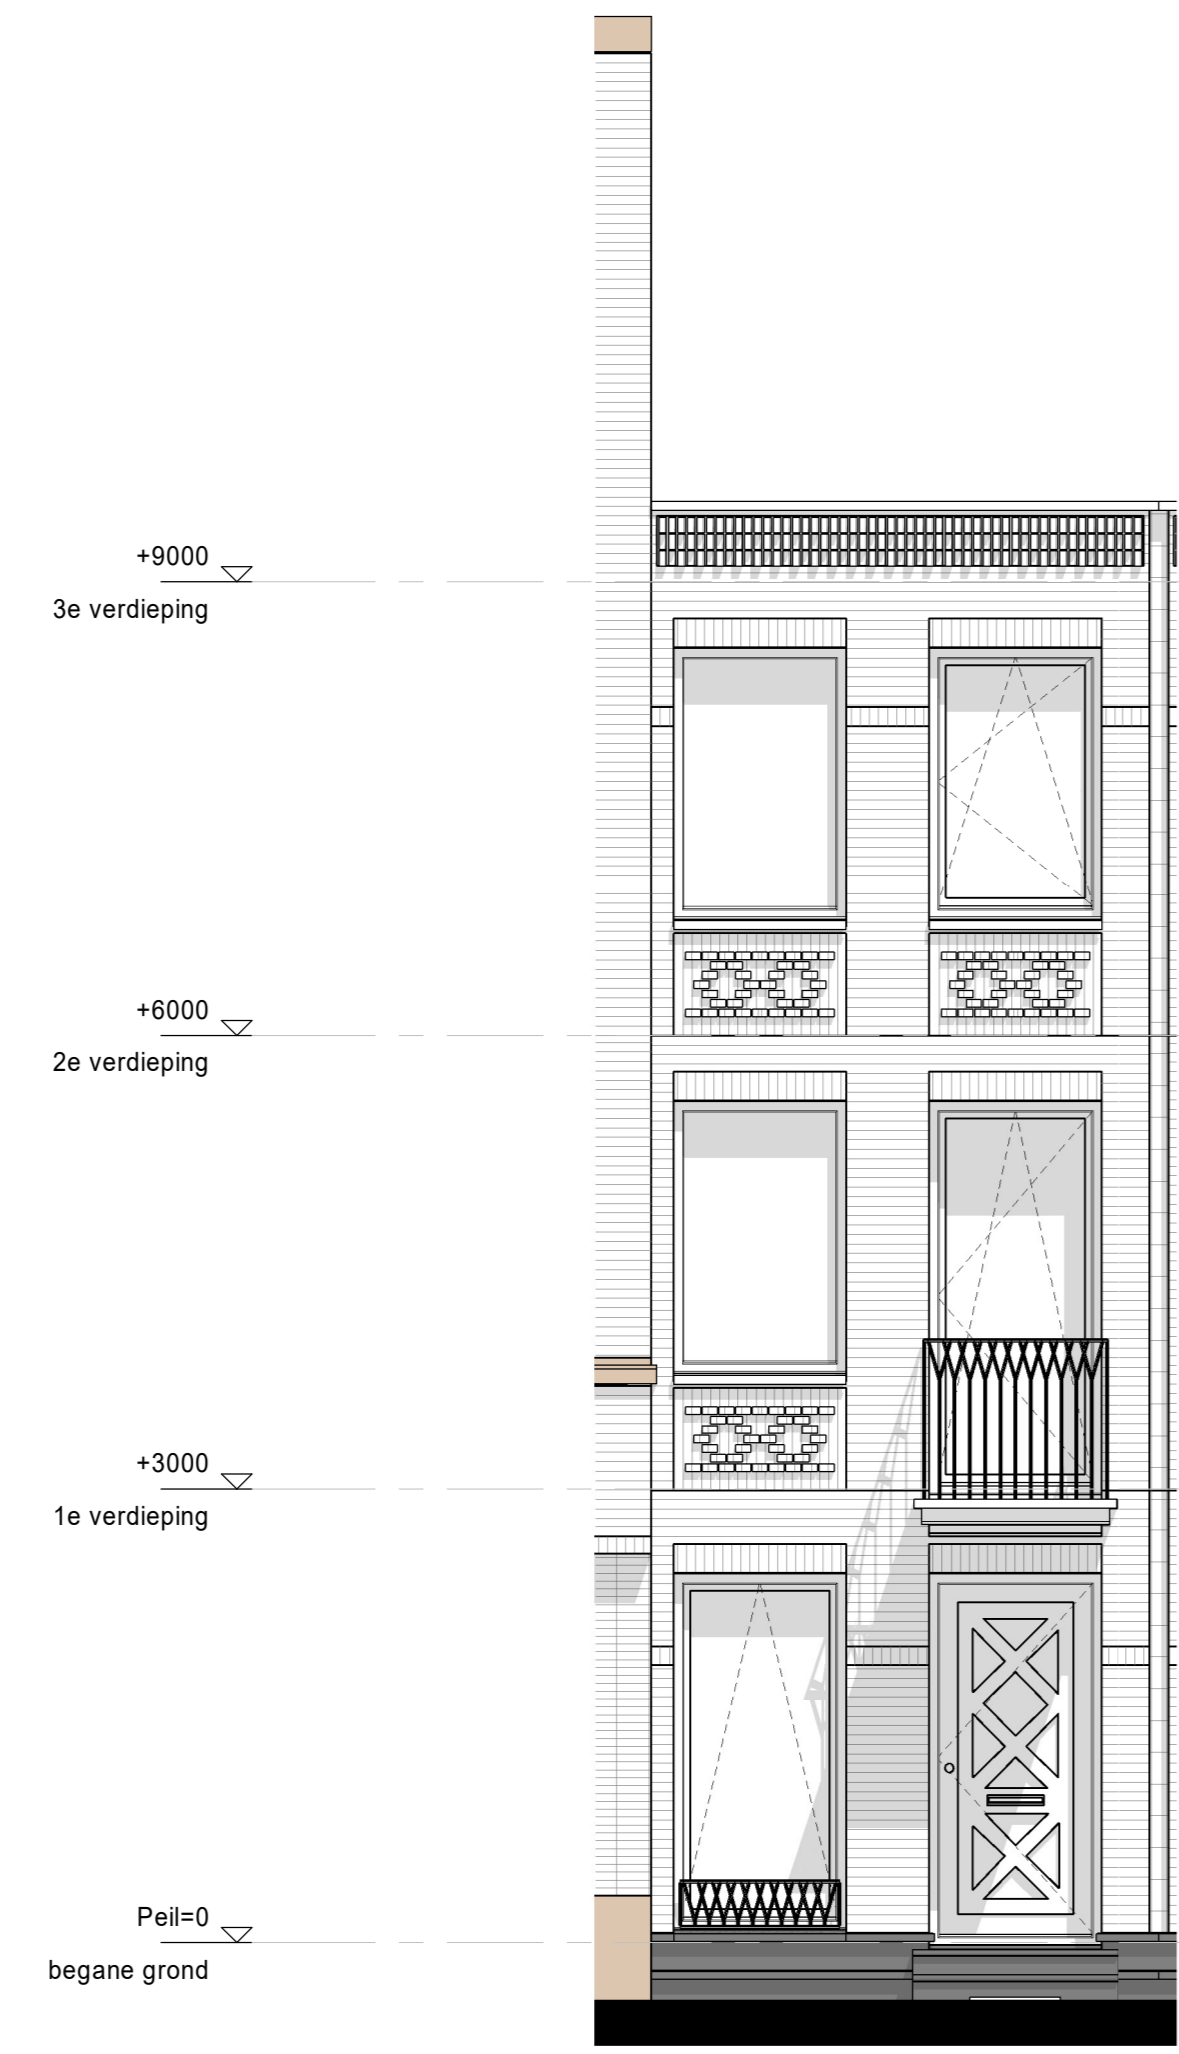 +9000
3e verdieping
+6000
2e verdieping
+3000
1e verdieping
Peil=0
begane grond